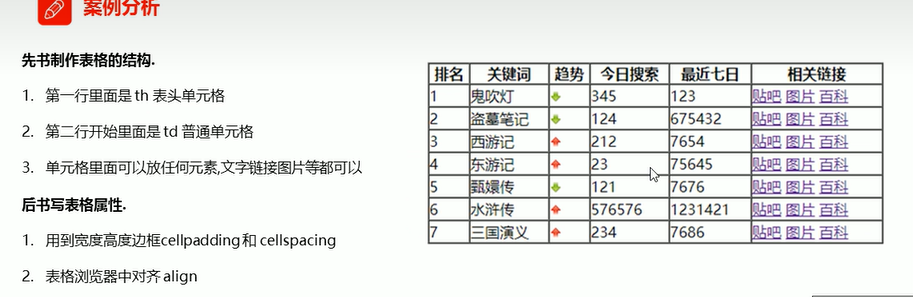 案例分析
先书制作表格的结构.
1. 第一行里面是 th 表头单元格
2. 第二行开始里面是 td 普通单元格
3. 单元格里面可以放任何元素,文字链接图片等都可以
后书写表格属性.
1. 用到宽度高度边框cellpadding 和 cellspacing
2. 表格浏览器中对齐 align
排名 关键词 趋势 今日搜索 最近七日 相关链接
1 鬼吹灯 345 123 贴吧 图片 百科
2 盗墓笔记 124 675432 贴吧 图片 百科
3 西游记 212 7654 贴吧 图片 百科
4 东游记 23 75645 贴吧 图片 百科
5 甄嬛传 121 7676 贴吧 图片 百科
6 水浒传 576576 1231421 贴吧 图片 百科
7 三国演义 234 7686 贴吧 图片 百科